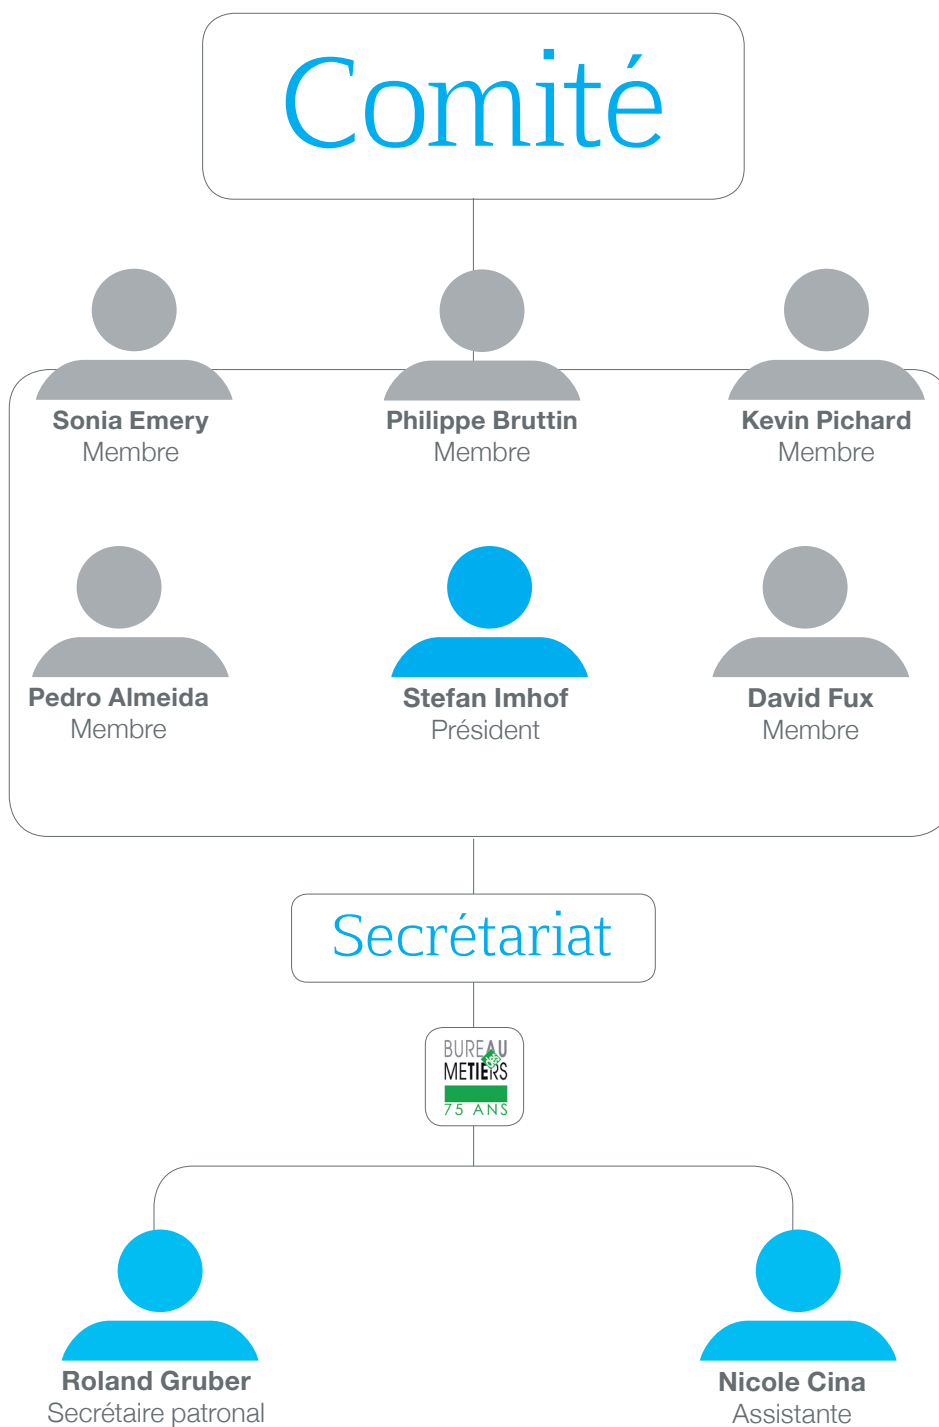 Comité
Sonia Emery
Membre
Philippe Bruttin
Membre
Kevin Pichard
Membre
Pedro Almeida
Membre
Stefan Imhof
Président
David Fux
Membre
Secrétariat
BUREAU
METIERS
75 ANS
Roland Gruber
Secrétaire patronal
Nicole Cina
Assistante